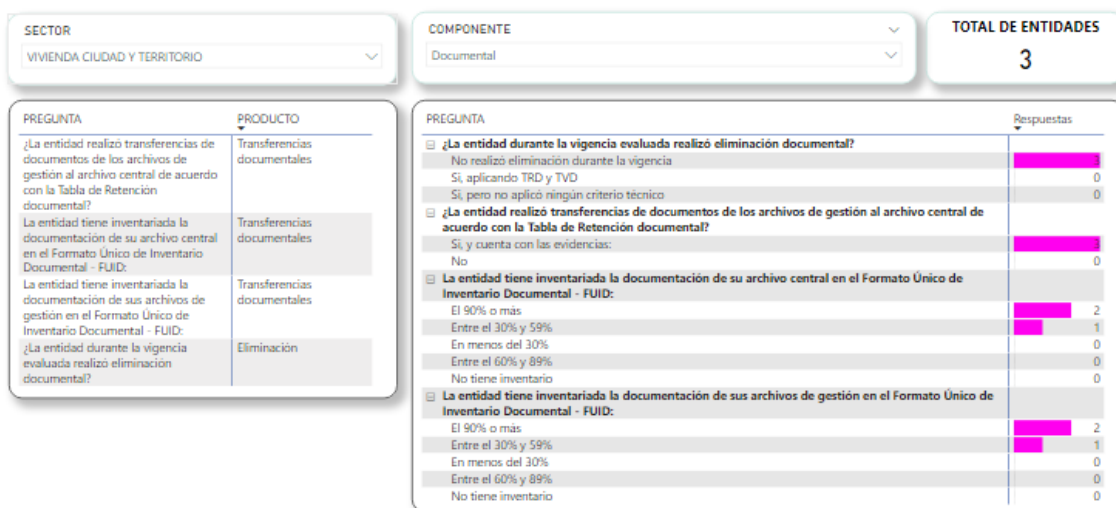 SECTOR
VIVIENDA CIUDAD Y TERRITORIO
COMPONENTE
Documental
TOTAL DE ENTIDADES
3
PREGUNTA PRODUCTO
¿La entidad realizó transferencias de Transferencias
documentos de los archivos de documentales
gestión al archivo central de acuerdo
con la Tabla de Retención
documental?
La entidad tiene inventariada la Transferencias
documentación de su archivo central documentales
en el Formato Único de Inventario
Documental - FUID:
La entidad tiene inventariada la Transferencias
documentación de sus archivos de documentales
gestión en el Formato Único de
Inventario Documental - FUID:
¿La entidad durante la vigencia Eliminación
evaluada realizó eliminación
documental?
PREGUNTA Respuestas
¿La entidad durante la vigencia evaluada realizó eliminación documental?
No realizó eliminación durante la vigencia 3
Si, aplicando TRD y TVD 0
Si, pero no aplicó ningún criterio técnico 0
¿La entidad realizó transferencias de documentos de los archivos de gestión al archivo central de
acuerdo con la Tabla de Retención documental?
Si, y cuenta con las evidencias: 3
No 0
La entidad tiene inventariada la documentación de su archivo central en el Formato Único de
Inventario Documental - FUID:
El 90% o más 2
Entre el 30% y 59% 1
En menos del 30% 0
Entre el 60% y 89% 0
No tiene inventario 0
La entidad tiene inventariada la documentación de sus archivos de gestión en el Formato Único de
Inventario Documental - FUID:
El 90% o más 2
Entre el 30% y 59% 1
En menos del 30% 0
Entre el 60% y 89% 0
No tiene inventario 0